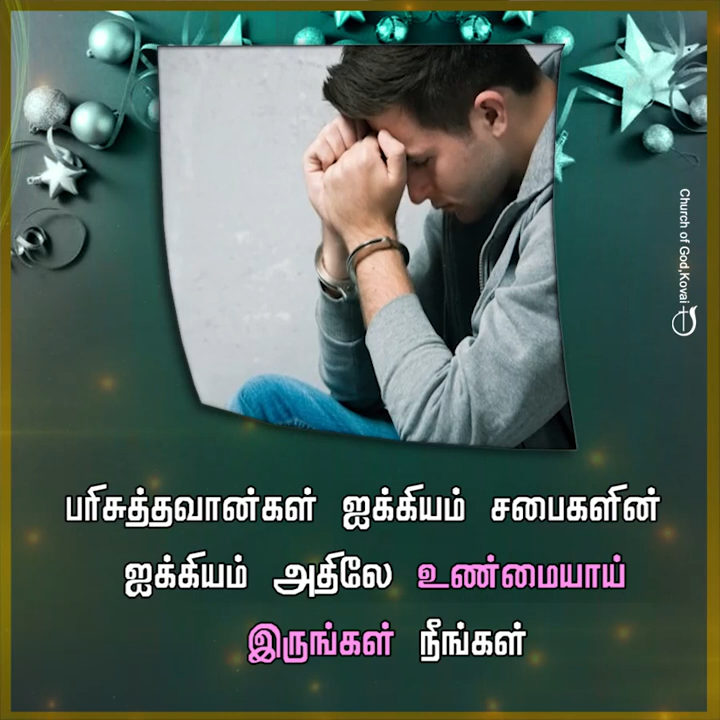 Church of God,Kovai
பரிசுத்தவான்கள் ஐக்கியம் சபைகளின்
ஐக்கியம் அதிலே உண்மையாய்
இருங்கள் நீங்கள்